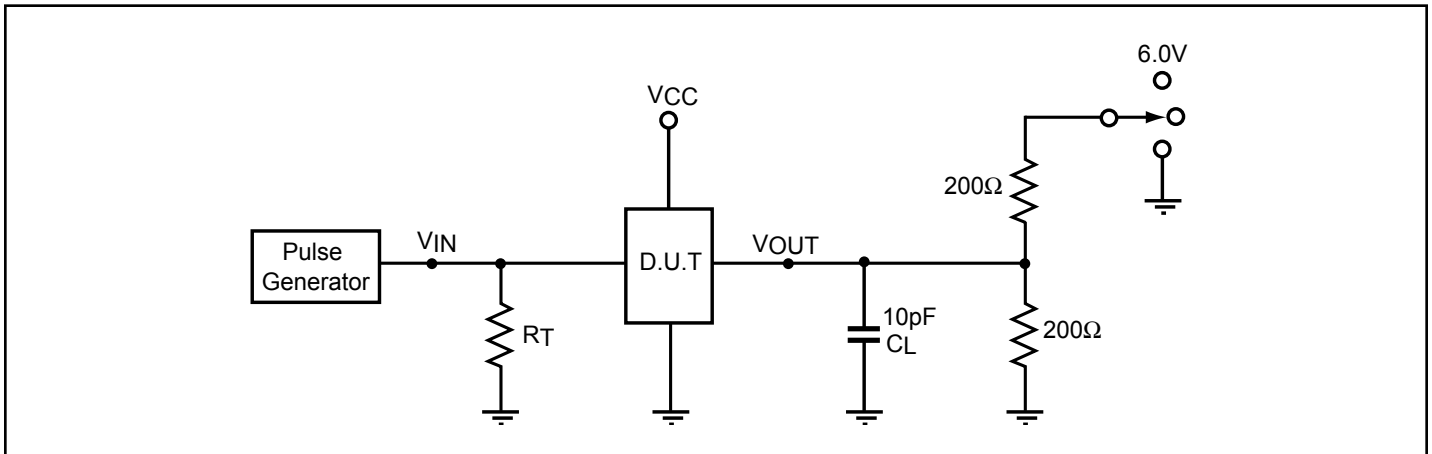 6.0V
VCC
200Ω
Pulse
Generator
VIN
D.U.T
VOUT
RT
10pF
CL
200Ω